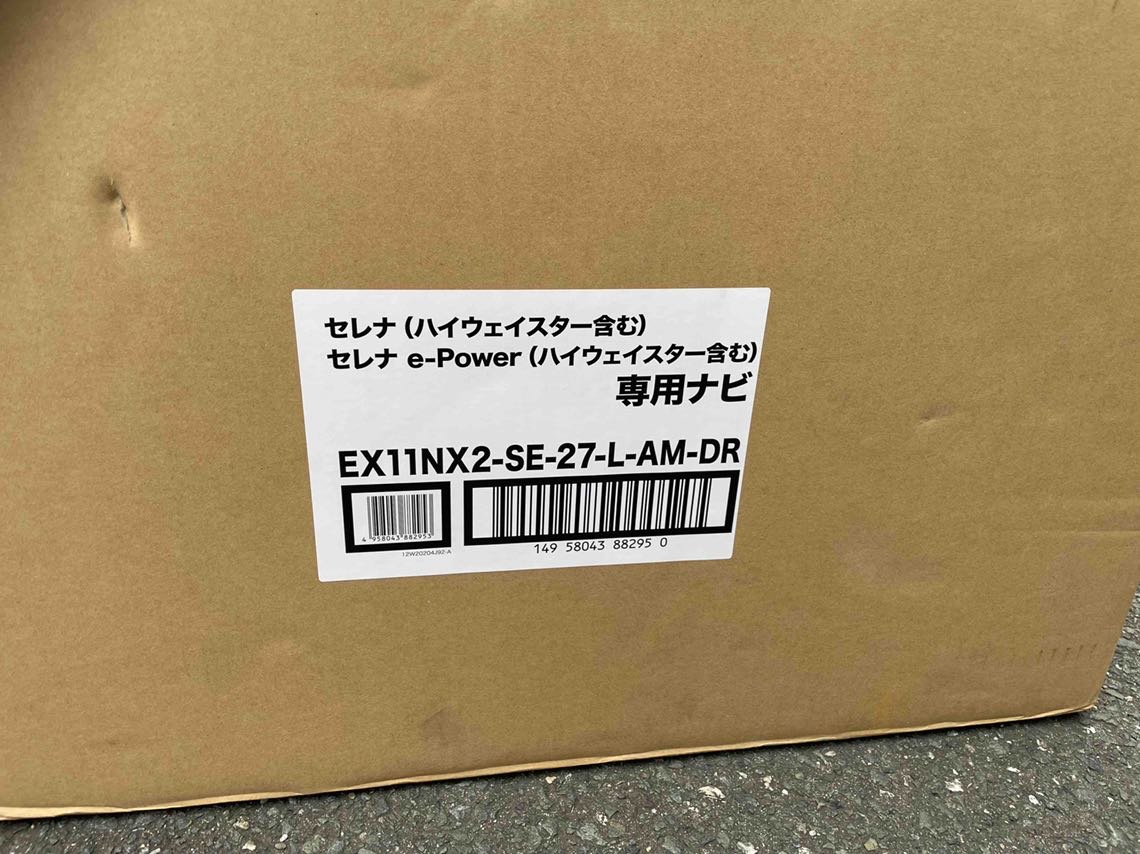 セレナ（ハイウェイスター含む）
セレナ e-Power（ハイウェイスター含む）
専用ナビ
EX11NX2-SE-27-L-AM-DR
4 958043 882953
149 58043 88295 0
12W20204J92-A